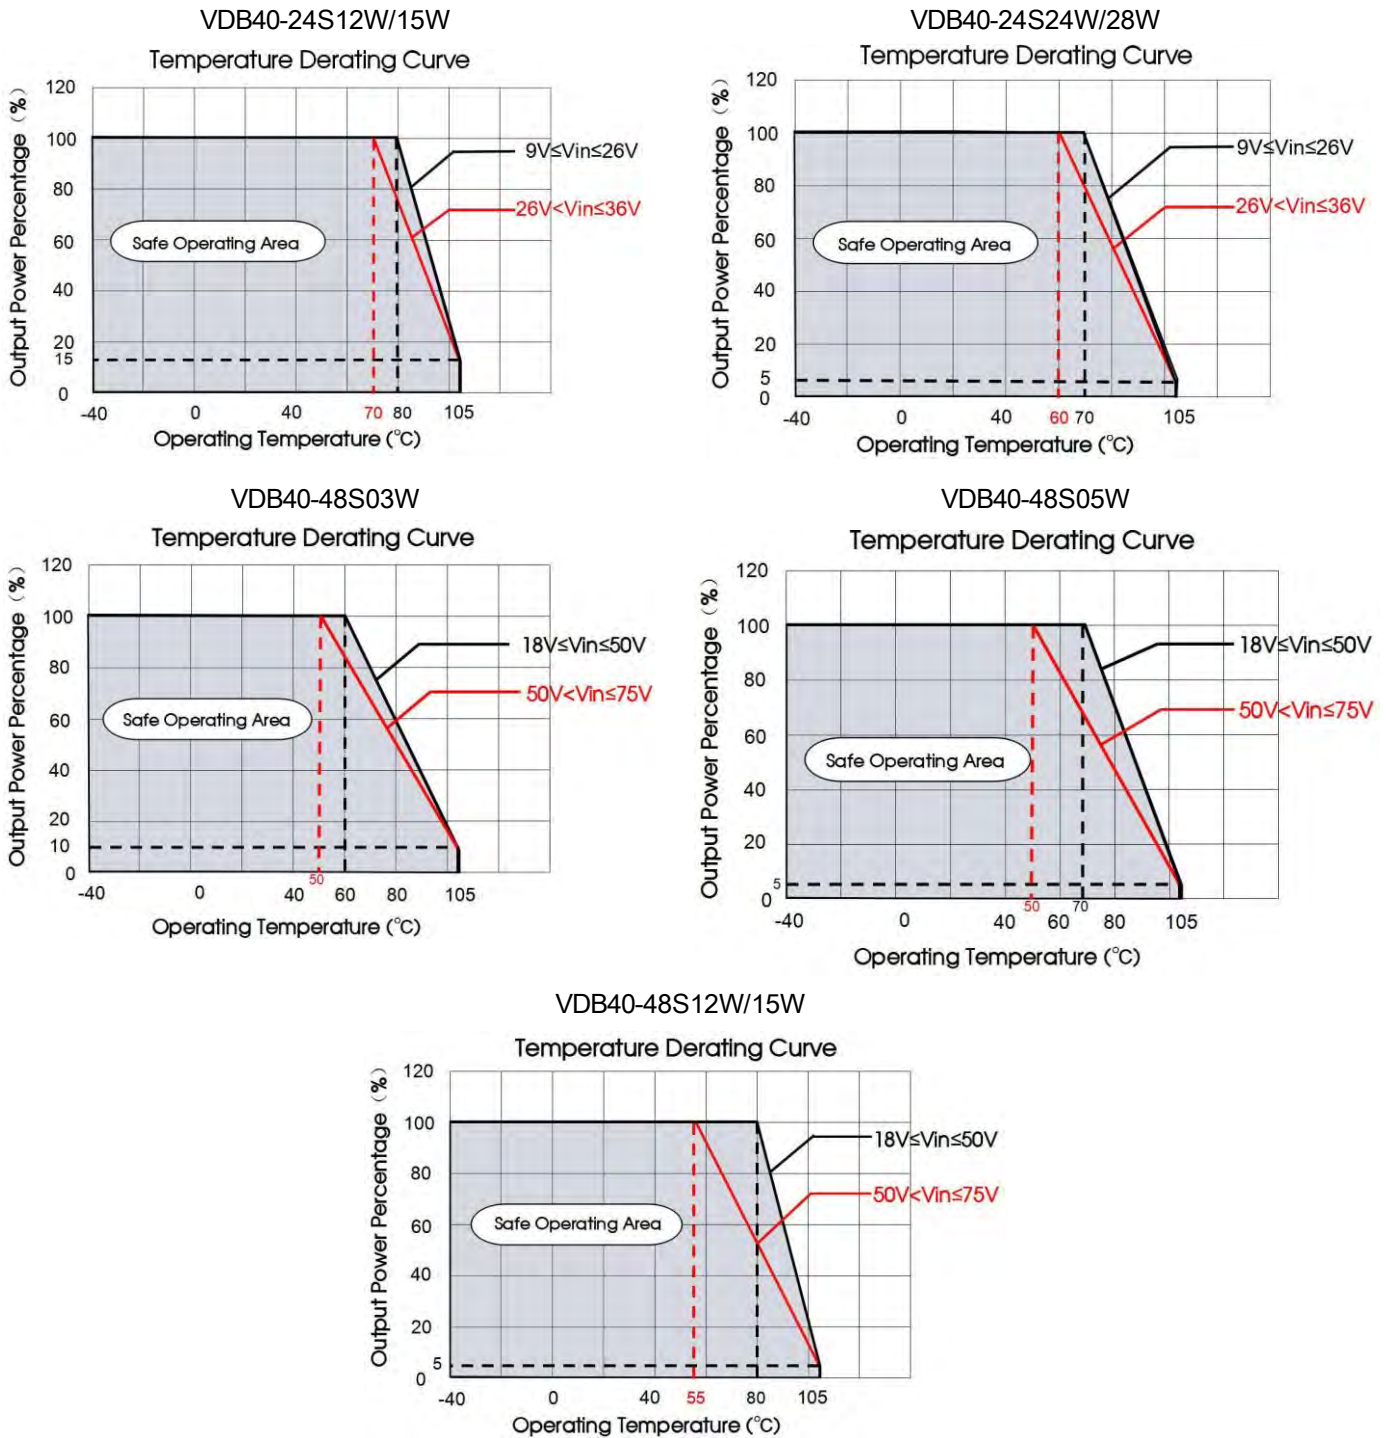 VDB40-24S12W/15W
Temperature Derating Curve
Output Power Percentage（%）
120
100
80
60
40
20
15
0
9V≤Vin≤26V
26V<Vin≤36V
Safe Operating Area
-40 0 40 70 80 105
Operating Temperature (°C)
VDB40-24S24W/28W
Temperature Derating Curve
Output Power Percentage（%）
120
100
80
60
40
20
5
0
9V≤Vin≤26V
26V<Vin≤36V
Safe Operating Area
-40 0 40 60 70 105
Operating Temperature (°C)
VDB40-48S03W
Temperature Derating Curve
Output Power Percentage（%）
120
100
80
60
40
20
10
0
18V≤Vin≤50V
50V<Vin≤75V
Safe Operating Area
-40 0 40 50 60 80 105
Operating Temperature (°C)
VDB40-48S05W
Temperature Derating Curve
Output Power Percentage（%）
120
100
80
60
40
20
5
0
18V≤Vin≤50V
50V<Vin≤75V
Safe Operating Area
-40 0 40 50 60 70 80 105
Operating Temperature (°C)
VDB40-48S12W/15W
Temperature Derating Curve
Output Power Percentage（%）
120
100
80
60
40
20
5
0
18V≤Vin≤50V
50V<Vin≤75V
Safe Operating Area
-40 0 40 55 80 105
Operating Temperature (°C)